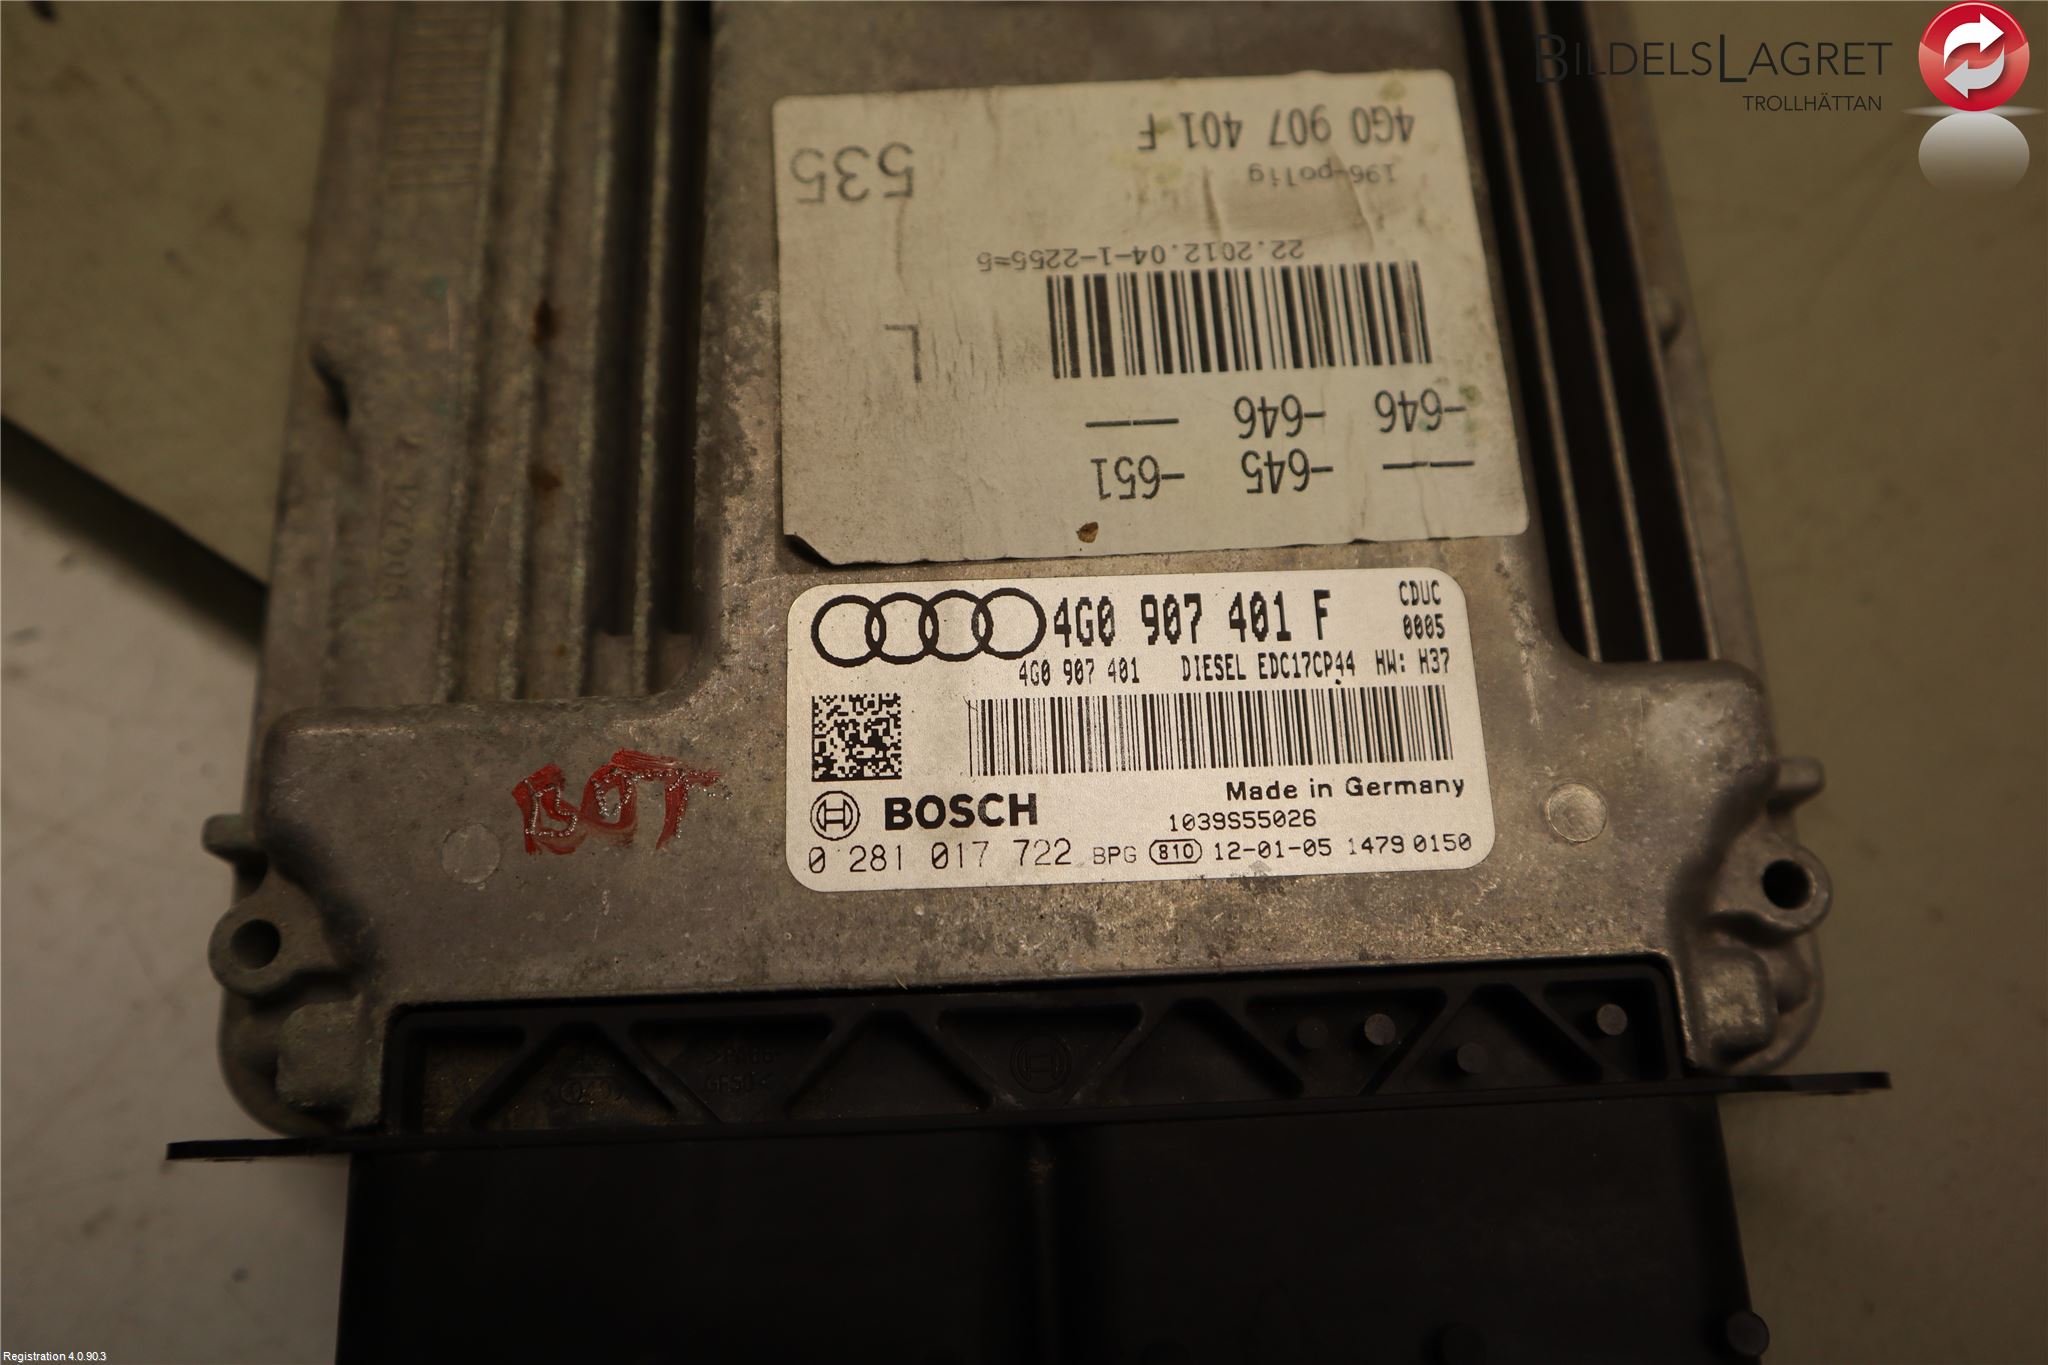 BILDELSLAGRET
TROLLHÄTTAN
4G0 907 401 F
196-polig
535
22.2012.04-1-2255=5
L
-646 -646 ——
—— -645 -651
4G0 907 401 F
CDUC
0005
4G0 907 401 DIESEL EDC17CP44 HW: H37
Made in Germany
BOSCH
1039S55026
0 281 017 722 BPG 810 12-01-05 1479 0150
BOT
Registration 4.0.90.3